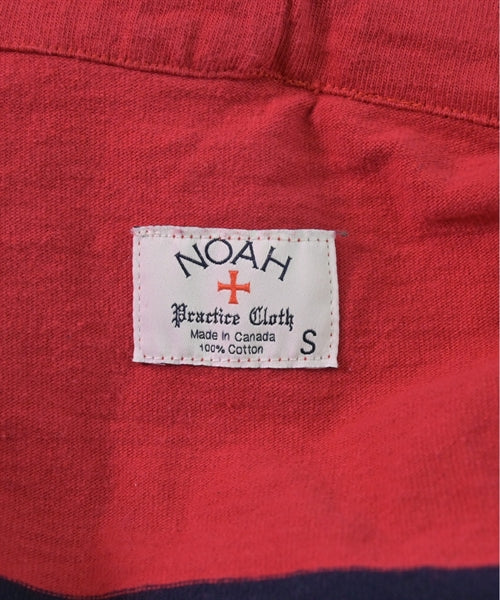 NOAH
Practice Cloth
Made in Canada
100% Cotton
S